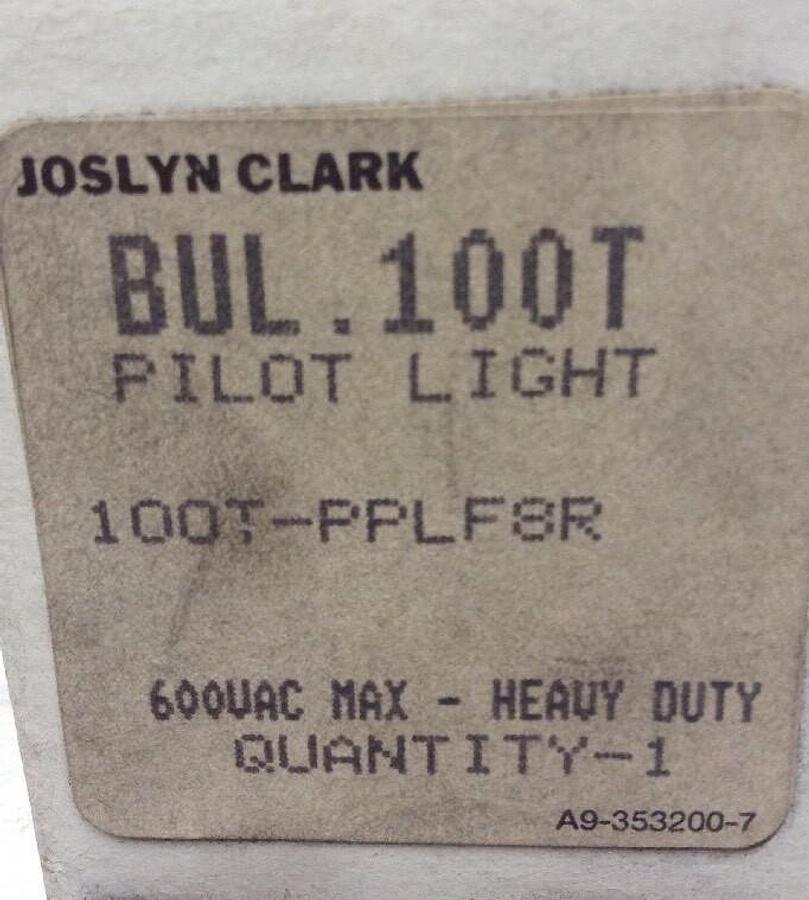 JOSLYN CLARK
BUL.100T
PILOT LIGHT
100T-PPLF8R
600VAC MAX - HEAVY DUTY
QUANTITY-1
A9-353200-7